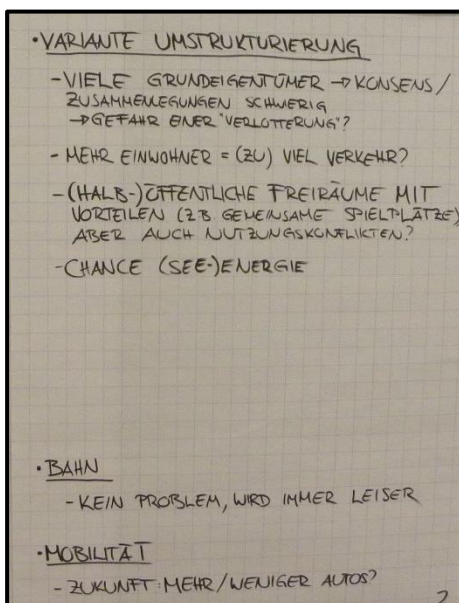 • VARIANTE UMSTRUKTURIERUNG
- VIELE GRUNDEIGENTÜMER → KONSENS/
ZUSAMMENLEGUNGEN SCHWERIG
→ GEFAHR EINER "VERLOTTERUNG"?
- MEHR EINWOHNER = (ZU) VIEL VERKEHR?
- (HALB-)ÖFFENTLICHE FREIRÄUME MIT
VORTEILEN (ZB. GEMEINSAME SPIELPLÄTZE)
ABER AUCH NUTZUNGSKONFLIKTEN?
- CHANCE (SEE-)ENERGIE
• BAHN
- KEIN PROBLEM, WIRD IMMER LEISER
• MOBILITÄT
- ZUKUNFT: MEHR/WENIGER AUTOS?
2